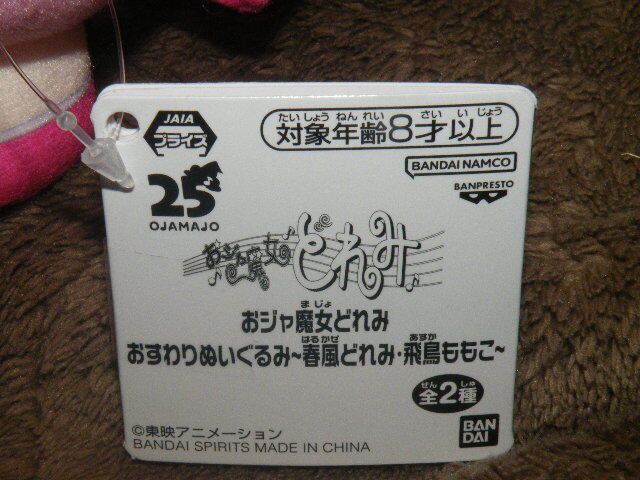 JAIA
プライズ
たいしょうねんれい さいいじょう
対象年齢8才以上
BANDAI NAMCO
BANPRESTO
25
OJAMAJO
おジャ魔女どれみ
まじょ
おジャ魔女どれみ
はるかぜ あすか
おすわりぬいぐるみ~春風どれみ・飛鳥ももこ~
ぜん しゅ
全2種
©東映アニメーション
BANDAI SPIRITS MADE IN CHINA
BAN
DAI